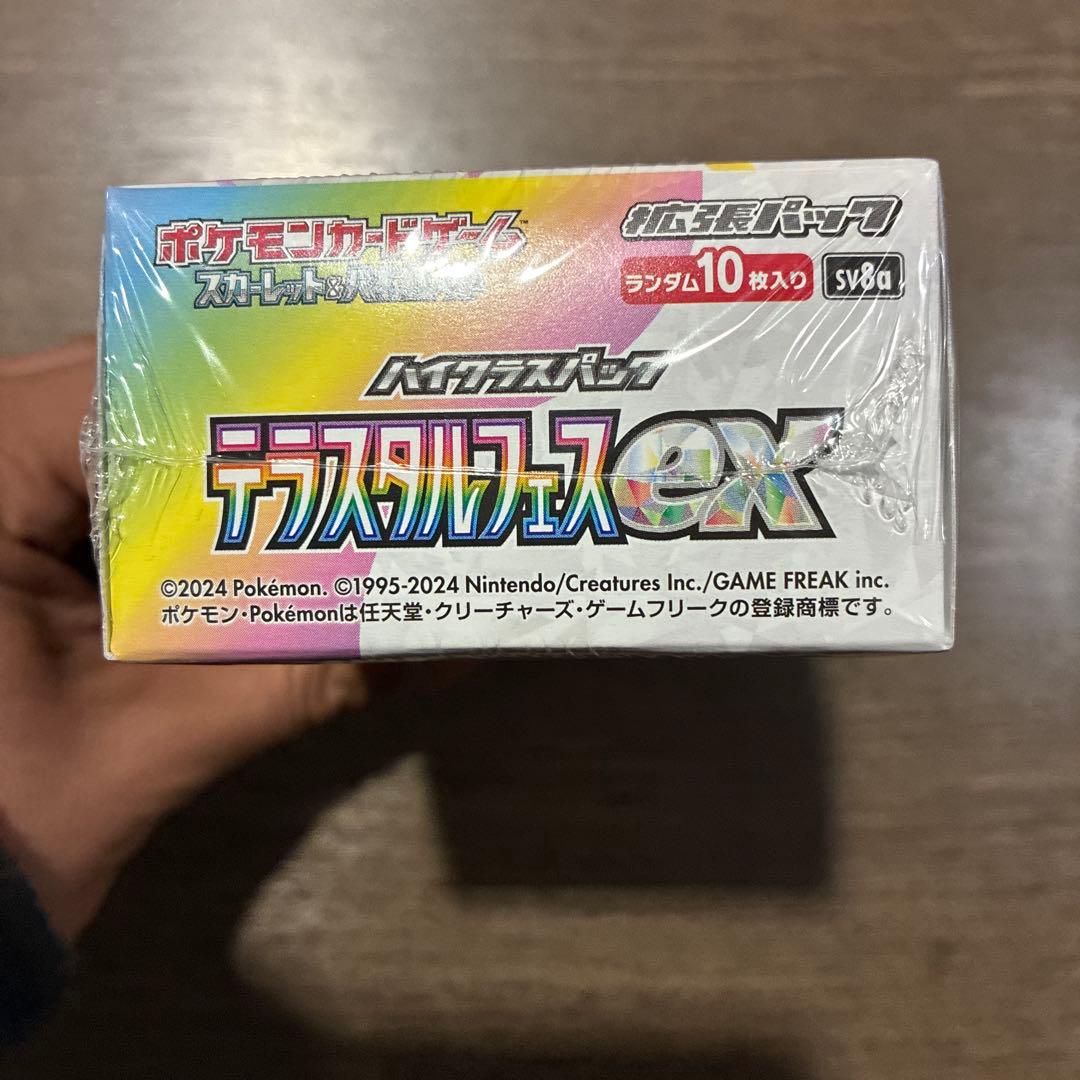 ポケモンカードゲーム™
スカーレット&バイオレット
拡張パック
ランダム10枚入り
sv8a
ハイクラスパック
テラスタルフェスex
©2024 Pokémon. ©1995-2024 Nintendo/Creatures Inc./GAME FREAK inc.
ポケモン・Pokémonは任天堂・クリーチャーズ・ゲームフリークの登録商標です。